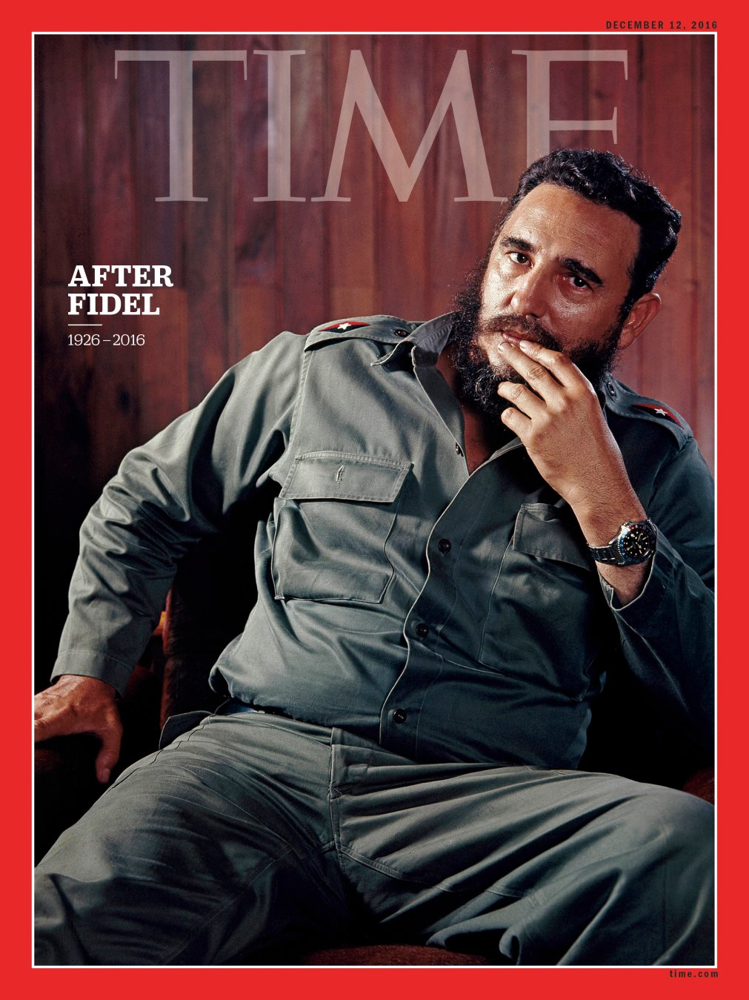 DECEMBER 12, 2016
TIME
AFTER
FIDEL
1926–2016
time.com